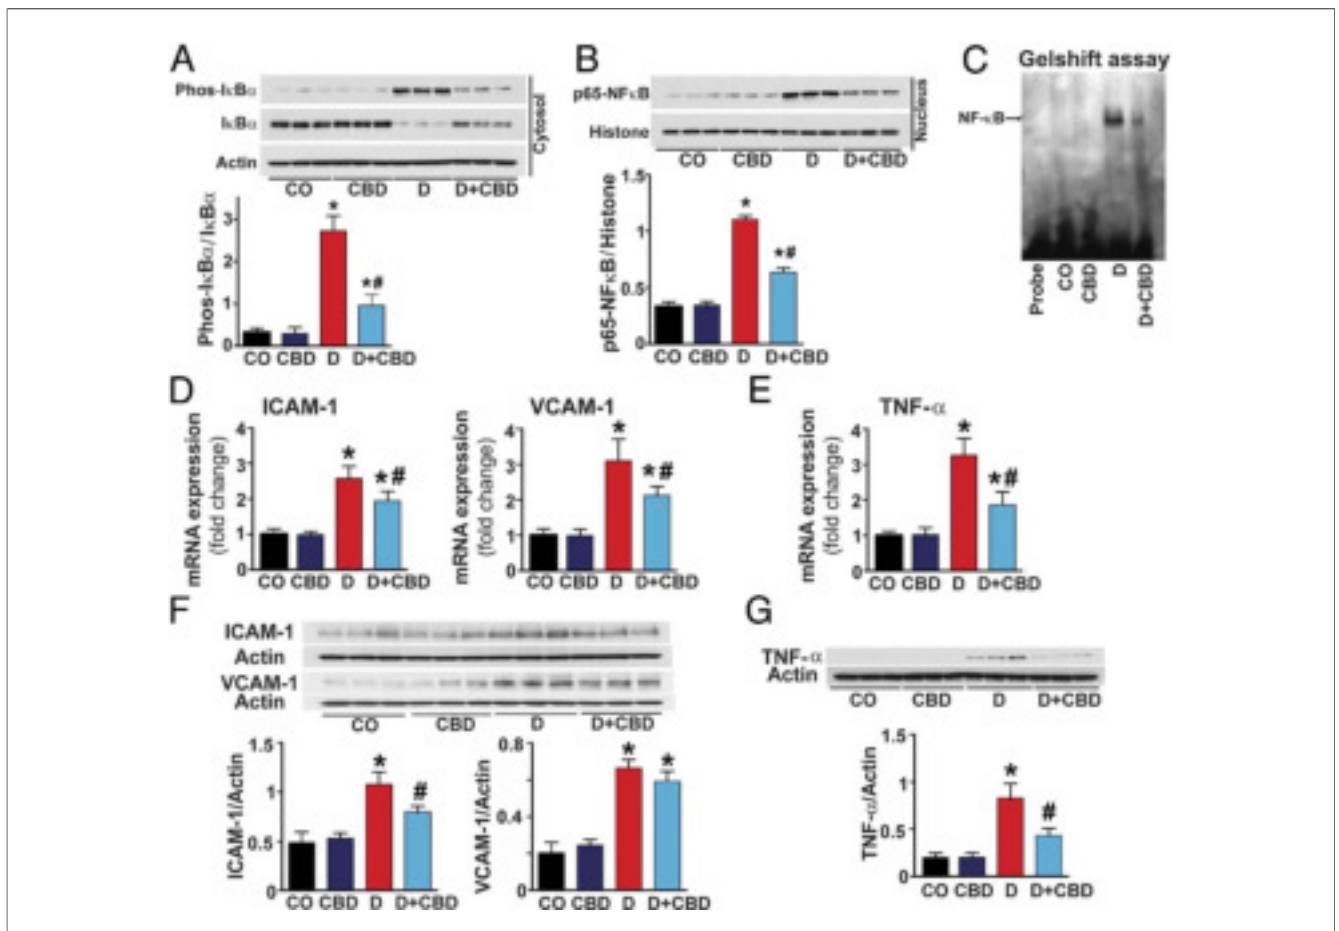 A
Phos-IκBα
IκBα
Actin
Cytosol
CO CBD D D+CBD
Phos-IκBα/IκBα
3
2
1
0
*
*#
CO CBD D D+CBD
B
p65-NFκB
Histone
Nucleus
CO CBD D D+CBD
p65-NFκB/Histone
1.5
1
0.5
0
*
*#
CO CBD D D+CBD
C
Gelshift assay
NF-κB→
Probe
CO
CBD
D
D+CBD
D
ICAM-1
mRNA expression
(fold change)
4
3
2
1
0
*
*#
CO CBD D D+CBD
VCAM-1
mRNA expression
(fold change)
4
3
2
1
0
*
*#
CO CBD D D+CBD
E
TNF-α
mRNA expression
(fold change)
4
3
2
1
0
*
*#
CO CBD D D+CBD
F
ICAM-1
Actin
VCAM-1
Actin
CO CBD D D+CBD
ICAM-1/Actin
1.5
1
0.5
0
*
#
CO CBD D D+CBD
VCAM-1/Actin
0.8
0.4
0
*
*
CO CBD D D+CBD
G
TNF-α
Actin
CO CBD D D+CBD
TNF-α/Actin
1.5
1
0.5
0
*
#
CO CBD D D+CBD